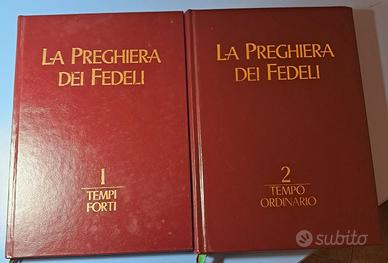 LA PREGHIERA
DEI FEDELI
1
TEMPI
FORTI
LA PREGHIERA
DEI FEDELI
2
TEMPO
ORDINARIO
subito